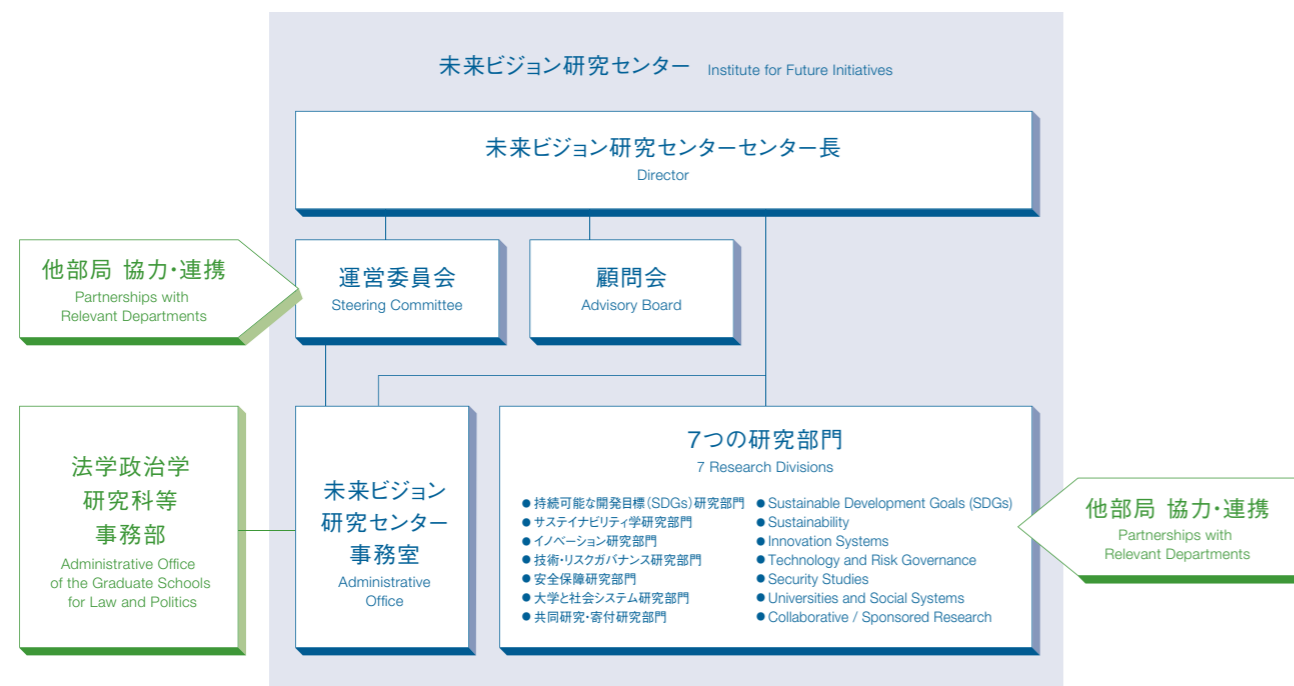 未来ビジョン研究センター Institute for Future Initiatives
未来ビジョン研究センターセンター長
Director
他部局 協力・連携
Partnerships with
Relevant Departments
運営委員会
Steering Committee
顧問会
Advisory Board
法学政治学
研究科等
事務部
Administrative Office
of the Graduate Schools
for Law and Politics
未来ビジョン
研究センター
事務室
Administrative
Office
7つの研究部門
7 Research Divisions
●持続可能な開発目標(SDGs)研究部門
●サステイナビリティ学研究部門
●イノベーション研究部門
●技術・リスクガバナンス研究部門
●安全保障研究部門
●大学と社会システム研究部門
●共同研究・寄付研究部門
●Sustainable Development Goals (SDGs)
●Sustainability
●Innovation Systems
●Technology and Risk Governance
●Security Studies
●Universities and Social Systems
●Collaborative / Sponsored Research
他部局 協力・連携
Partnerships with
Relevant Departments